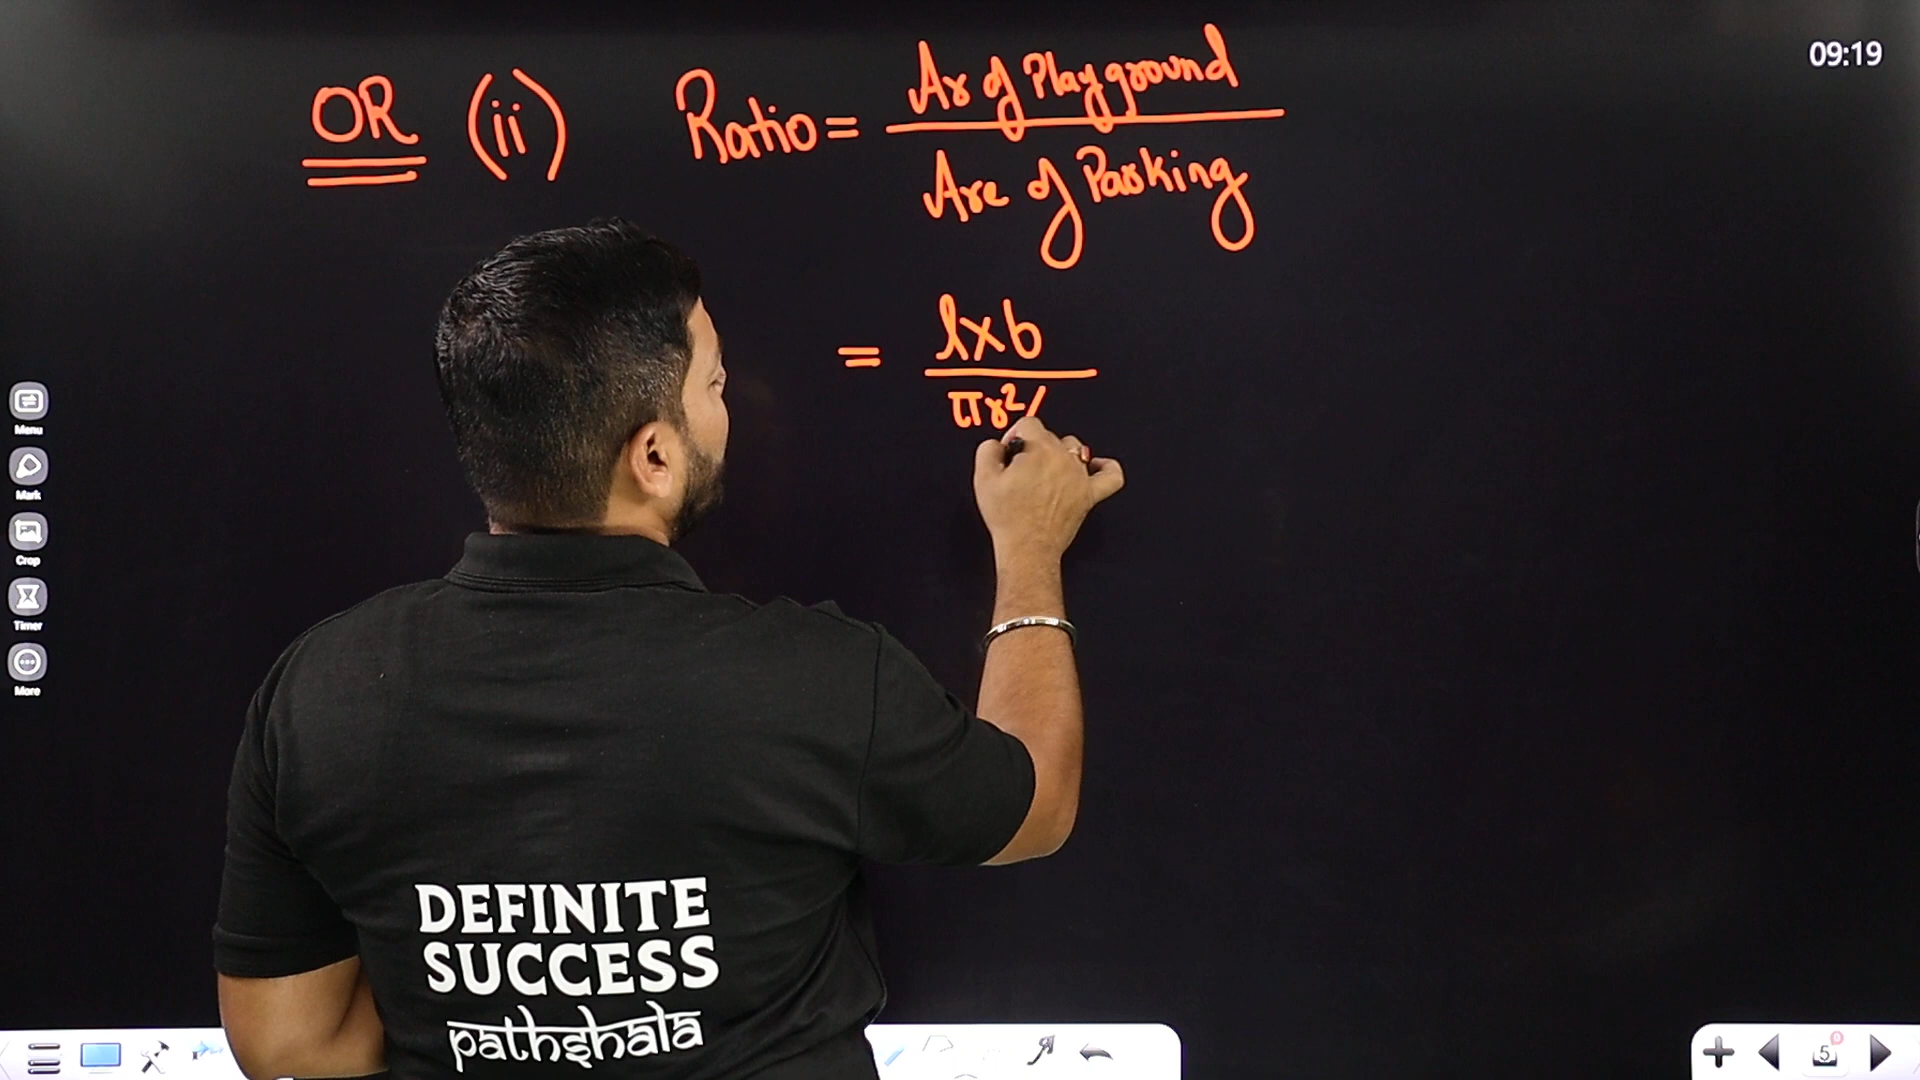 09:19
OR (ii) Ratio = Ar of Playground
Are of Parking
= l×b
πr²/
Menu
Mark
Crop
Timer
More
DEFINITE
SUCCESS
pathshala
5